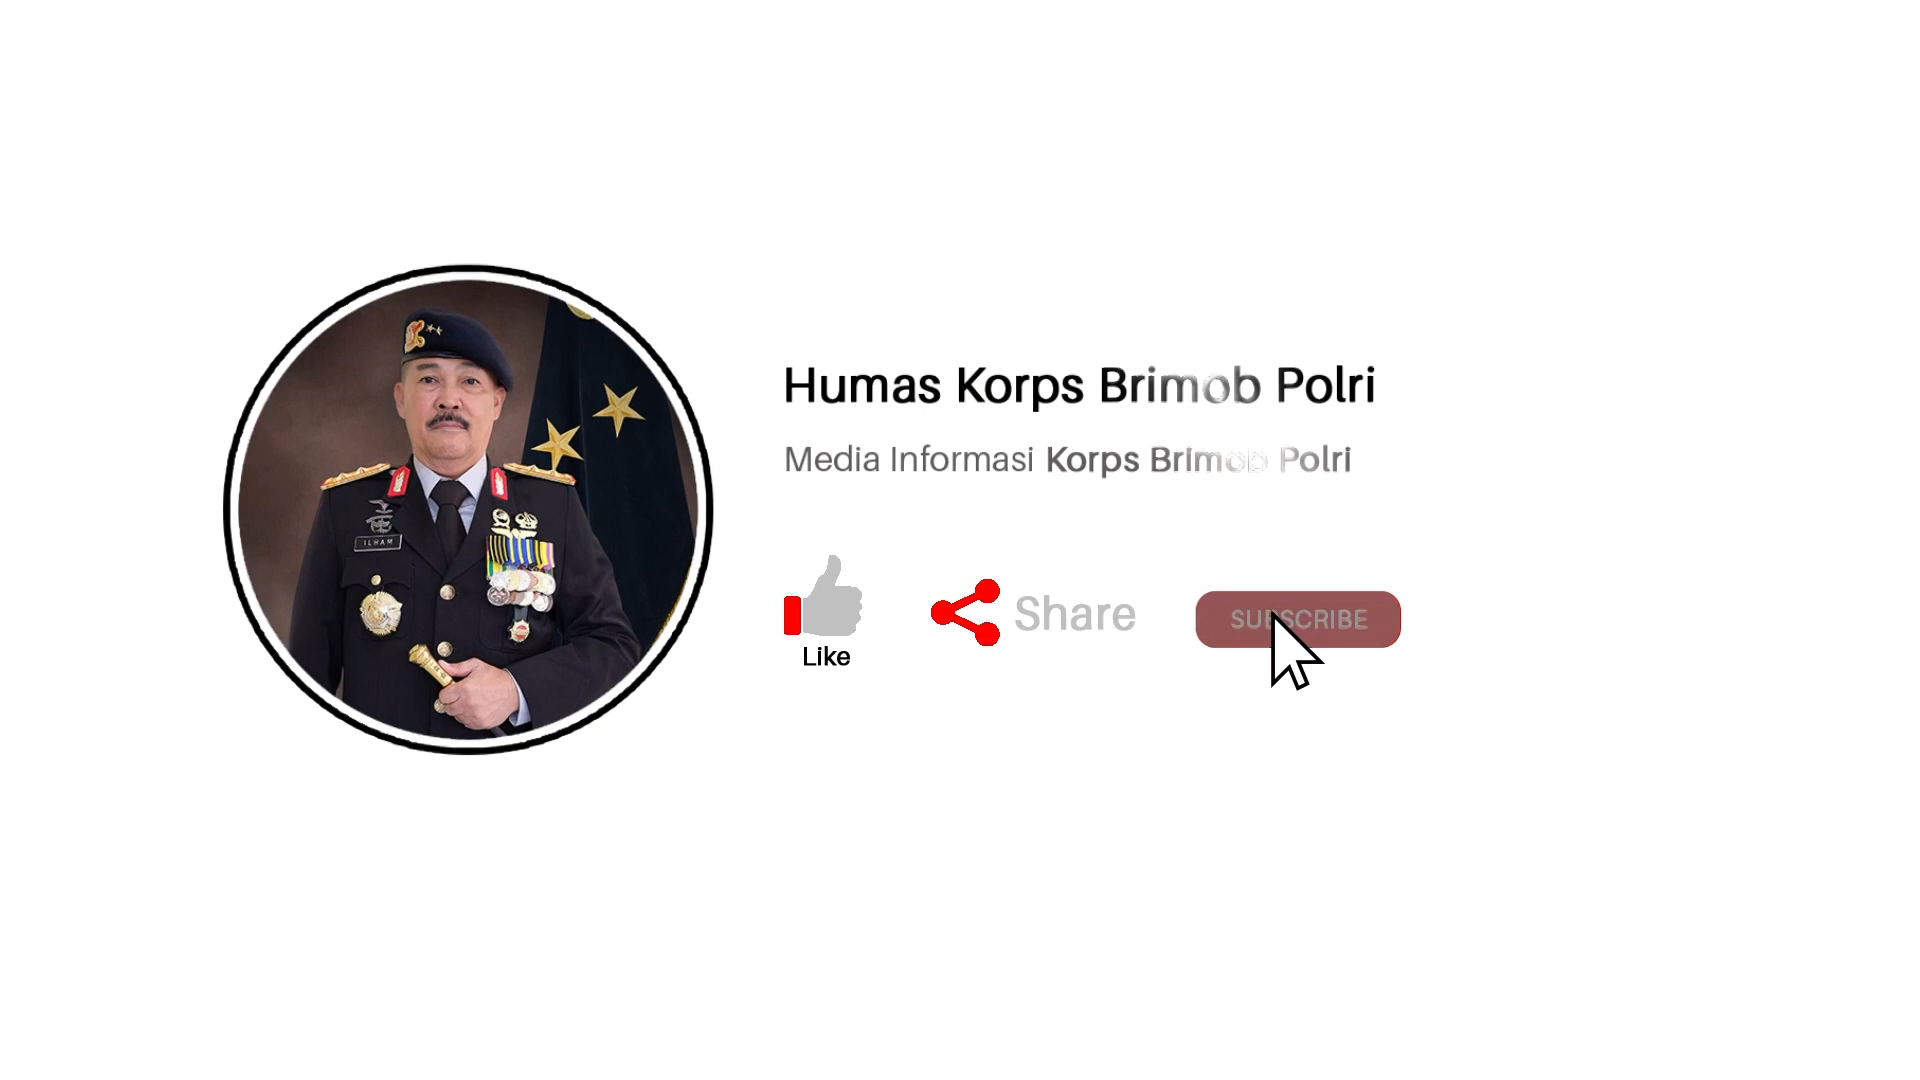 Humas Korps Brimob Polri
Media Informasi Korps Brimob Polri
ILHAM
Like
Share
SUBSCRIBE